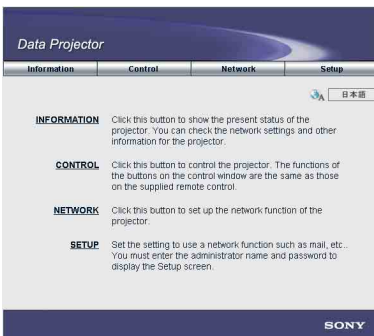 Data Projector
Information Control Network Setup
日本語
INFORMATION Click this button to show the present status of the
projector. You can check the network settings and other
information for the projector.
CONTROL Click this button to control the projector. The functions of
the buttons on the control window are the same as those
on the supplied remote control.
NETWORK Click this button to set up the network function of the
projector.
SETUP Set the setting to use a network function such as mail, etc..
You must enter the administrator name and password to
display the Setup screen.
SONY